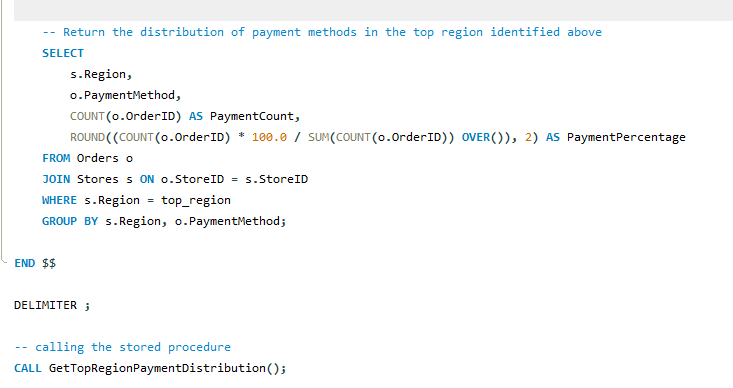 -- Return the distribution of payment methods in the top region identified above
SELECT
s.Region,
o.PaymentMethod,
COUNT(o.OrderID) AS PaymentCount,
ROUND((COUNT(o.OrderID) * 100.0 / SUM(COUNT(o.OrderID)) OVER()), 2) AS PaymentPercentage
FROM Orders o
JOIN Stores s ON o.StoreID = s.StoreID
WHERE s.Region = top_region
GROUP BY s.Region, o.PaymentMethod;
END $$
DELIMITER ;
-- calling the stored procedure
CALL GetTopRegionPaymentDistribution();